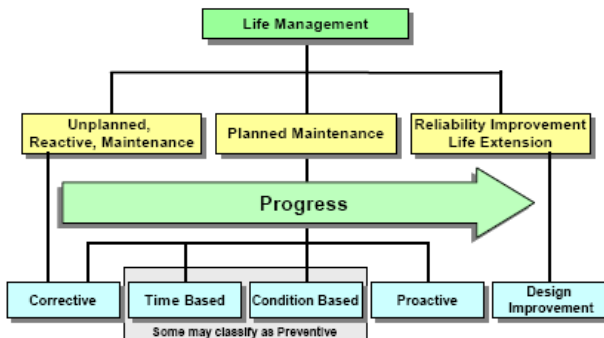 Life Management
Unplanned,
Reactive, Maintenance
Planned Maintenance
Reliability Improvement
Life Extension
Progress
Corrective
Time Based
Condition Based
Proactive
Design
Improvement
Some may classify as Preventive